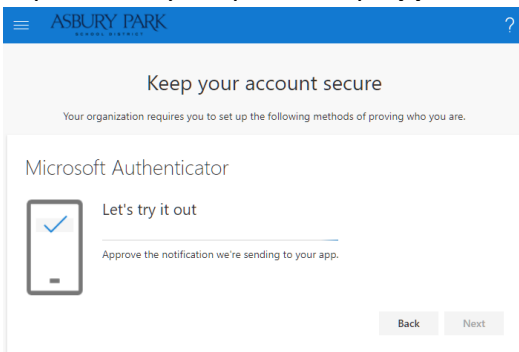 ASBURY PARK
SCHOOL DISTRICT
?
Keep your account secure
Your organization requires you to set up the following methods of proving who you are.
Microsoft Authenticator
Let's try it out
Approve the notification we're sending to your app.
Back Next